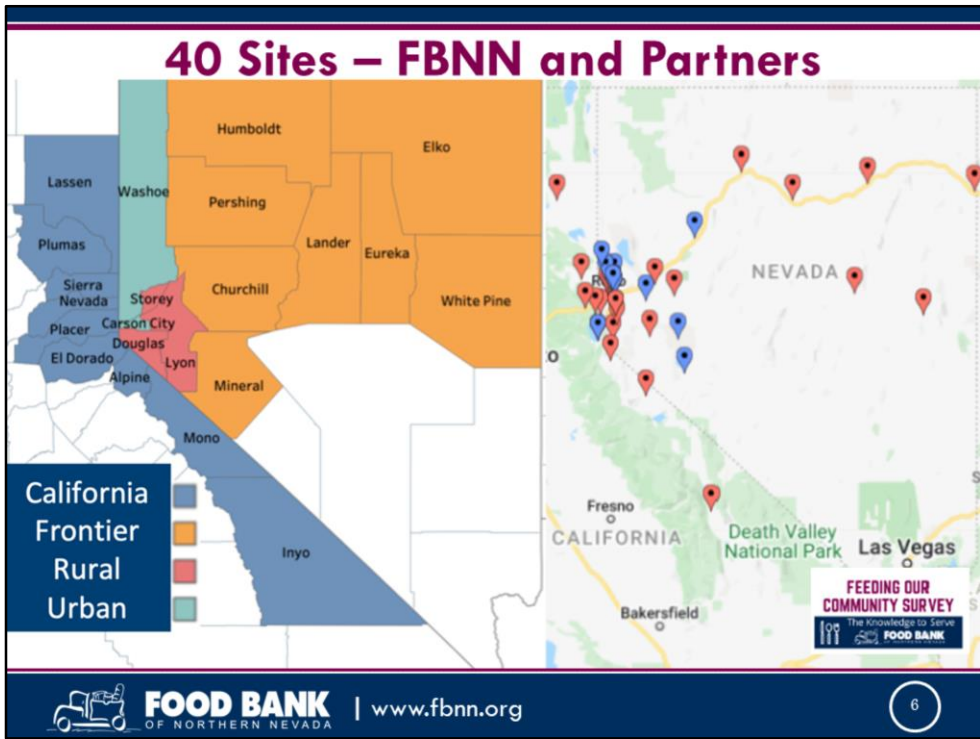 40 Sites – FBNN and Partners
Humboldt
Elko
Lassen
Washoe
Pershing
Plumas
Lander
Eureka
Sierra
Nevada
Storey
Churchill
White Pine
Placer
Carson City
Douglas
El Dorado
Lyon
Alpine
Mineral
Mono
Inyo
California
Frontier
Rural
Urban
NEVADA
Fresno
CALIFORNIA
Death Valley
National Park
Las Vegas
Bakersfield
FEEDING OUR
COMMUNITY SURVEY
The Knowledge to Serve
FOOD BANK
FOOD BANK
OF NORTHERN NEVADA
| www.fbnn.org
6